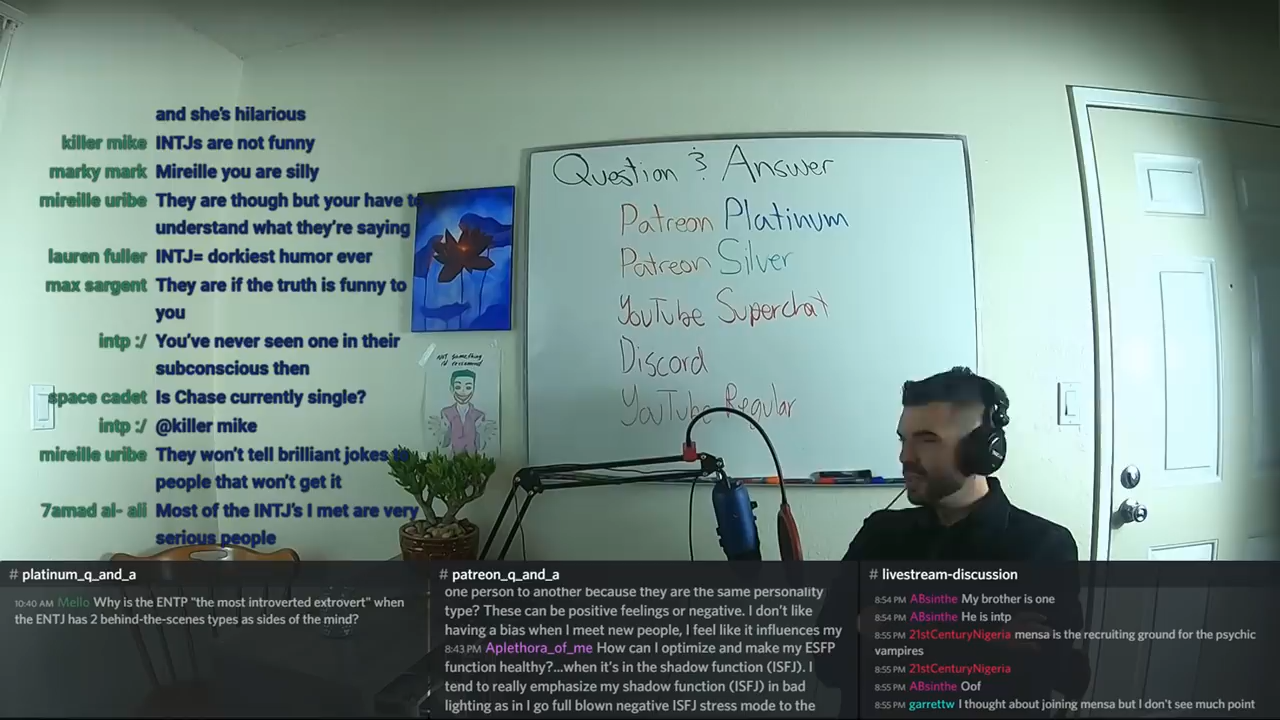 and she's hilarious
killer mike INTJs are not funny
marky mark Mireille you are silly
mireille uribe They are though but your have to
understand what they're saying
lauren fuller INTJ= dorkiest humor ever
max sargent They are if the truth is funny to
you
intp :/ You've never seen one in their
subconscious then
space cadet Is Chase currently single?
intp :/ @killer mike
mireille uribe They won't tell brilliant jokes to
people that won't get it
7amad al- ali Most of the INTJ's I met are very
serious people
Question & Answer
Patreon Platinum
Patreon Silver
YouTube Superchat
Discord
YouTube Regular
NOT something
# platinum_q_and_a
10:40 AM Mello Why is the ENTP "the most introverted extrovert" when
the ENTJ has 2 behind-the-scenes types as sides of the mind?
# patreon_q_and_a
one person to another because they are the same personality
type? These can be positive feelings or negative. I don't like
having a bias when I meet new people, I feel like it influences my
8:43 PM Aplethora_of_me How can I optimize and make my ESFP
function healthy?...when it's in the shadow function (ISFJ). I
tend to really emphasize my shadow function (ISFJ) in bad
lighting as in I go full blown negative ISFJ stress mode to the
# livestream-discussion
8:54 PM ABsinthe My brother is one
8:54 PM ABsinthe He is intp
8:55 PM 21stCenturyNigeria mensa is the recruiting ground for the psychic
vampires
8:55 PM 21stCenturyNigeria
8:55 PM ABsinthe Oof
8:55 PM garrettw I thought about joining mensa but I don't see much point